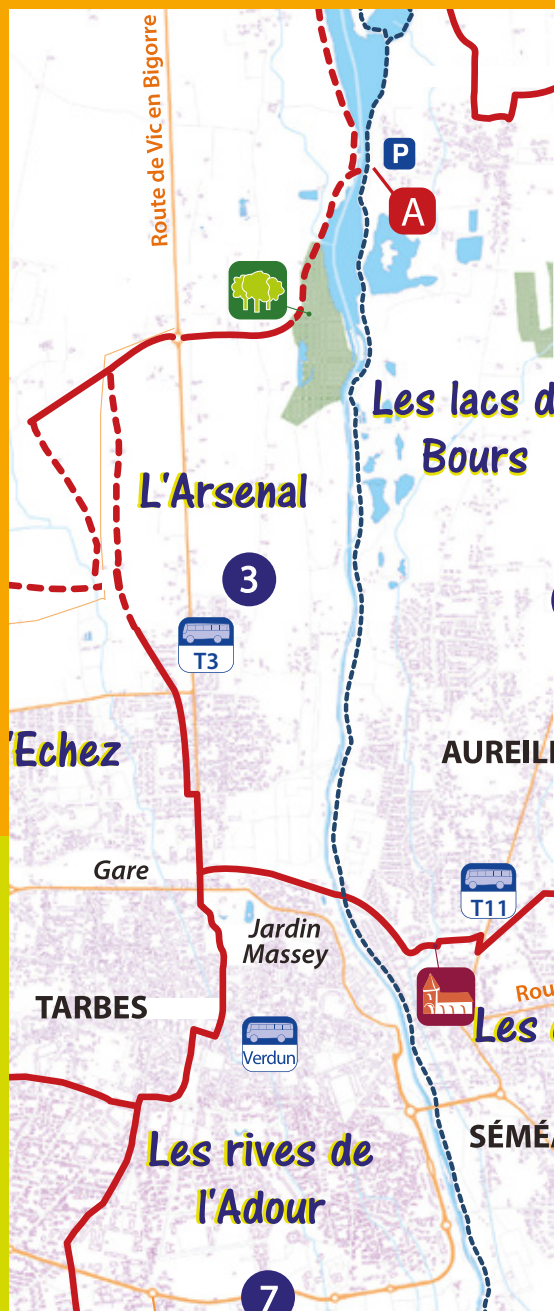 Route de Vic en Bigorre
P
A
Les lacs d
Bours
L'Arsenal
3
T3
'Echez
AUREIL
Gare
T11
Jardin
Massey
Rou
TARBES
Les
Verdun
SÉMÉ
Les rives de
l'Adour
7